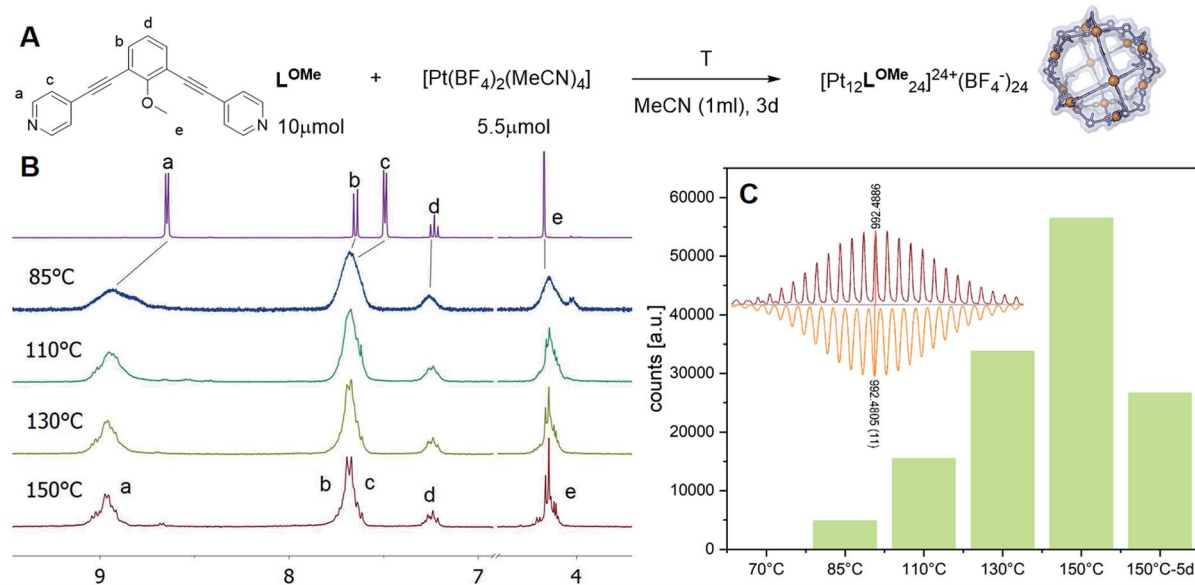 A
d
b
c
a
O
e
N
N
L^OMe
10μmol
+
[Pt(BF4)2(MeCN)4]
5.5μmol
T
MeCN (1ml), 3d
[Pt12L^OMe24]^24+(BF4^-)24
B
a
b
c
d
e
85°C
110°C
130°C
150°C
a
b
c
d
e
9
8
7
4
C
60000
50000
40000
30000
20000
10000
0
counts [a.u.]
992.4886
992.4805 (11)
70°C
85°C
110°C
130°C
150°C
150°C-5d